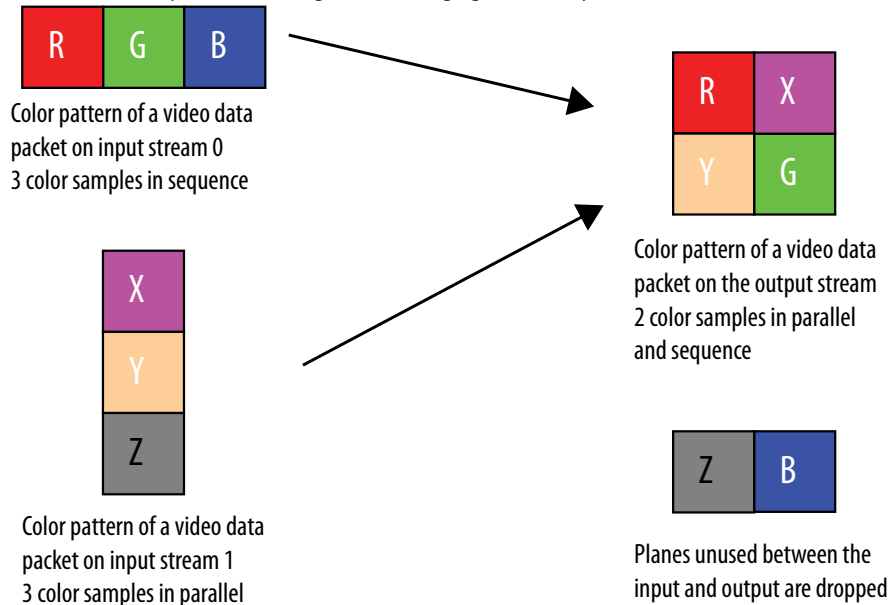 R G B
Color pattern of a video data
packet on input stream 0
3 color samples in sequence
X
Y
Z
Color pattern of a video data
packet on input stream 1
3 color samples in parallel
R X
Y G
Color pattern of a video data
packet on the output stream
2 color samples in parallel
and sequence
Z B
Planes unused between the
input and output are dropped